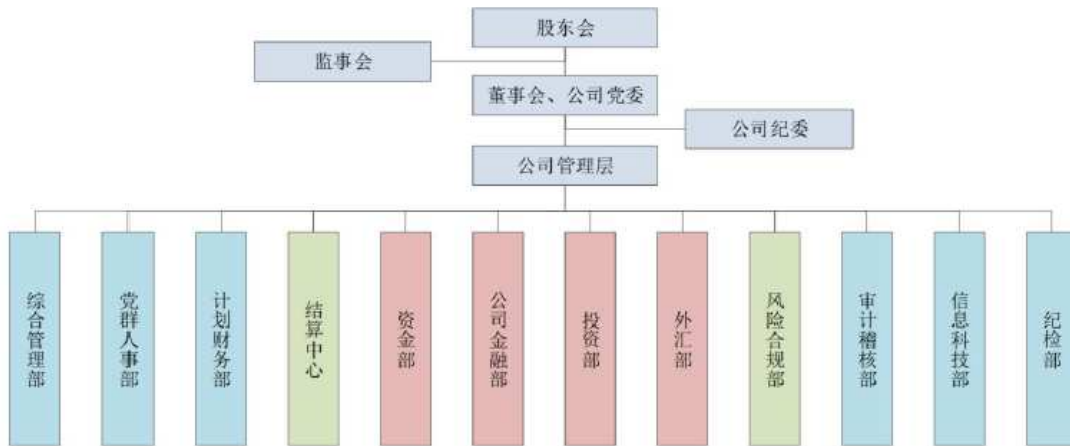 股东会
监事会
董事会、公司党委
公司纪委
公司管理层
综合管理部
党群人事部
计划财务部
结算中心
资金部
公司金融部
投资部
外汇部
风险合规部
审计稽核部
信息科技部
纪检部